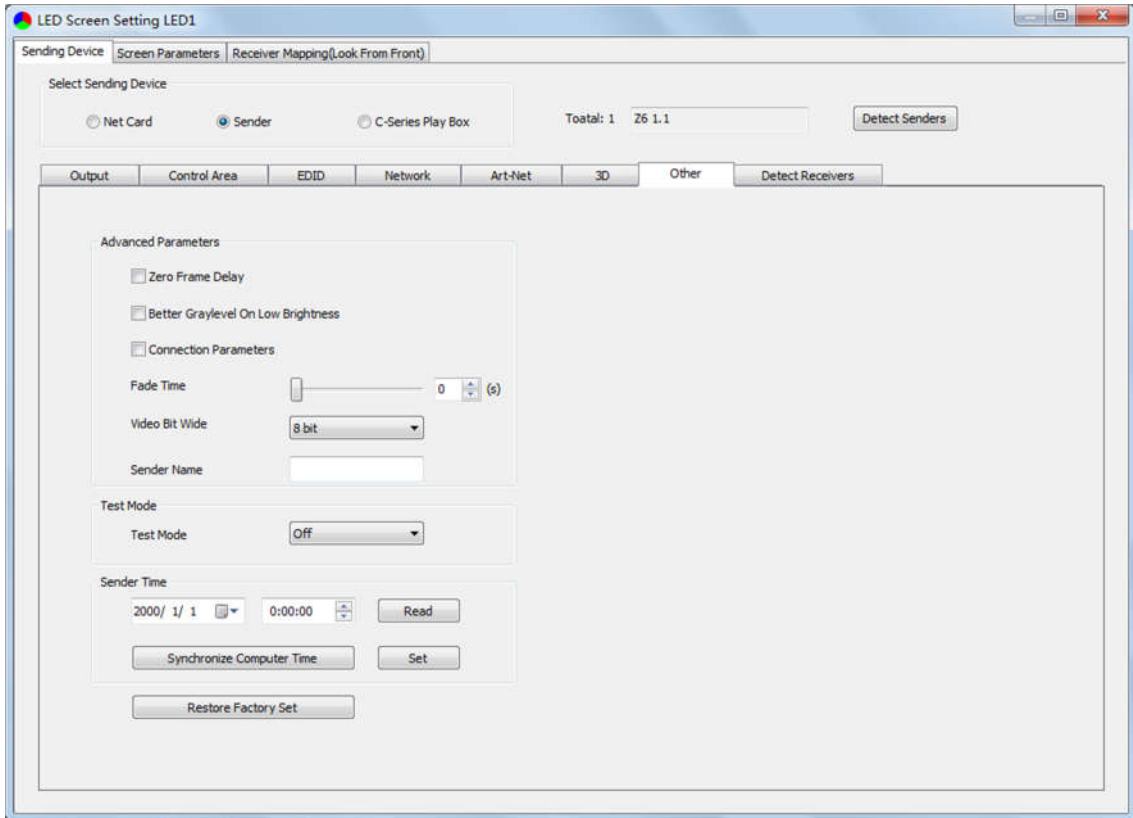 LED Screen Setting LED1
Sending Device Screen Parameters Receiver Mapping(Look From Front)
Select Sending Device
Net Card Sender C-Series Play Box Toatal: 1 Z6 1.1 Detect Senders
Output Control Area EDID Network Art-Net 3D Other Detect Receivers
Advanced Parameters
Zero Frame Delay
Better Graylevel On Low Brightness
Connection Parameters
Fade Time 0 (s)
Video Bit Wide 8 bit
Sender Name
Test Mode
Test Mode Off
Sender Time
2000/ 1/ 1 0:00:00 Read
Synchronize Computer Time Set
Restore Factory Set